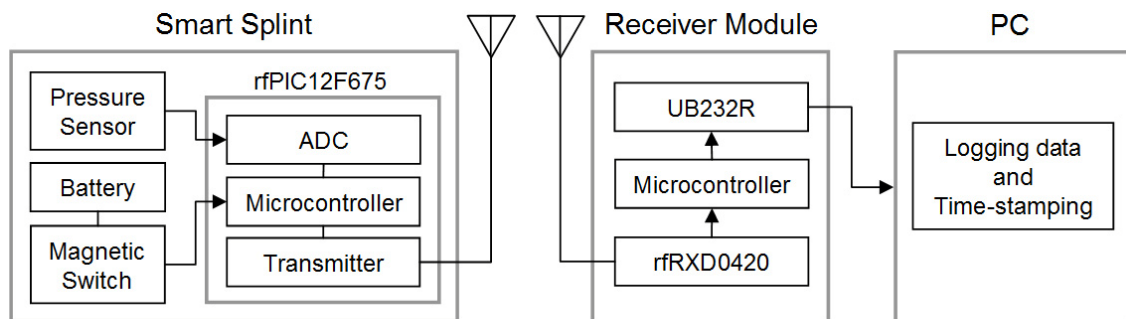 Smart Splint
Receiver Module
PC
rfPIC12F675
Pressure
Sensor
ADC
Battery
Microcontroller
Magnetic
Switch
Transmitter
UB232R
Microcontroller
rfRXD0420
Logging data
and
Time-stamping